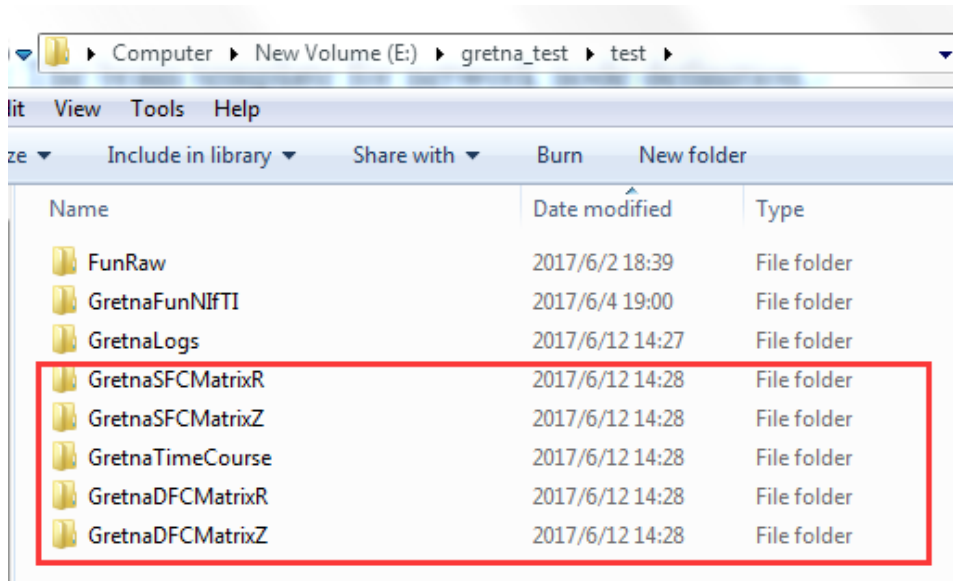 Computer New Volume (E:) gretna_test test
lit View Tools Help
ze Include in library Share with Burn New folder
Name Date modified Type
FunRaw 2017/6/2 18:39 File folder
GretnaFunNIfTI 2017/6/4 19:00 File folder
GretnaLogs 2017/6/12 14:27 File folder
GretnaSFCMatrixR 2017/6/12 14:28 File folder
GretnaSFCMatrixZ 2017/6/12 14:28 File folder
GretnaTimeCourse 2017/6/12 14:28 File folder
GretnaDFCMatrixR 2017/6/12 14:28 File folder
GretnaDFCMatrixZ 2017/6/12 14:28 File folder